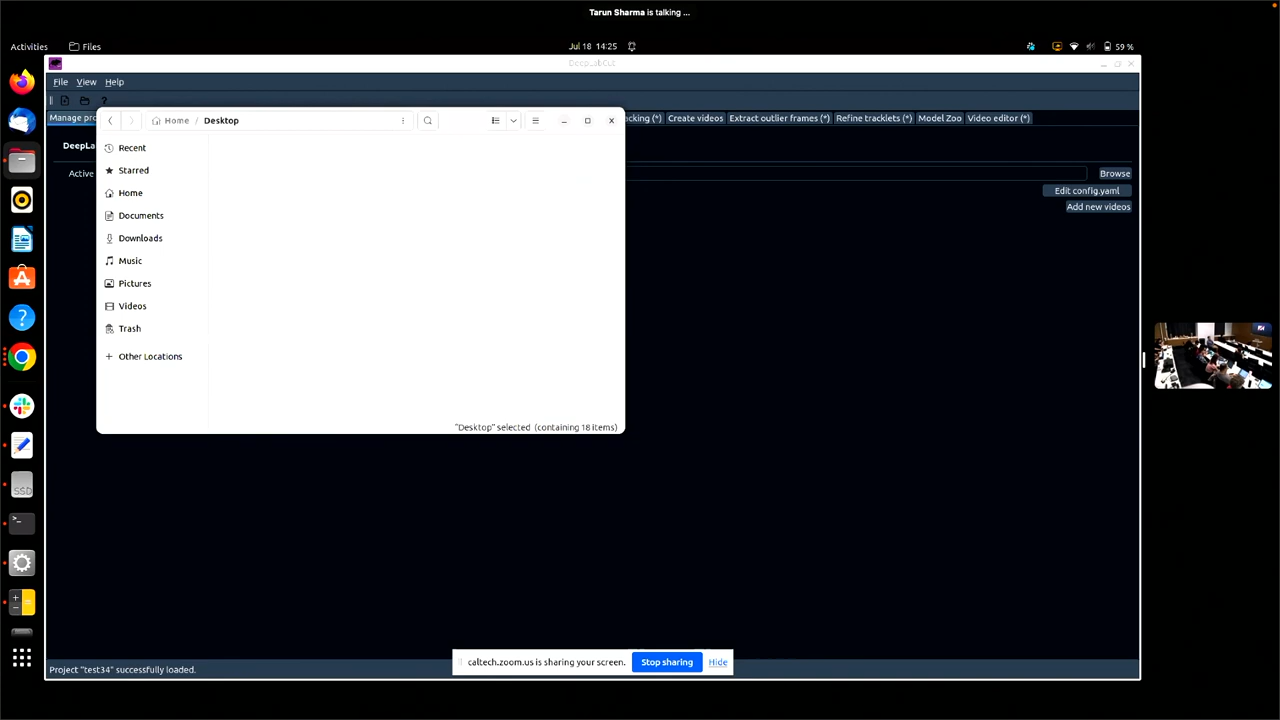 Tarun Sharma is talking ...
Activities
Files
Jul 18 14:25
59 %
DeepLabCut
File View Help
Manage pro
acking (*) Create videos Extract outlier frames (*) Refine tracklets (*) Model Zoo Video editor (*)
DeepLa
Active
Browse
Edit config.yaml
Add new videos
Home / Desktop
Recent
Starred
Home
Documents
Downloads
Music
Pictures
Videos
Trash
+ Other Locations
"Desktop" selected (containing 18 items)
SSD
caltech.zoom.us is sharing your screen. Stop sharing Hide
Project "test34" successfully loaded.